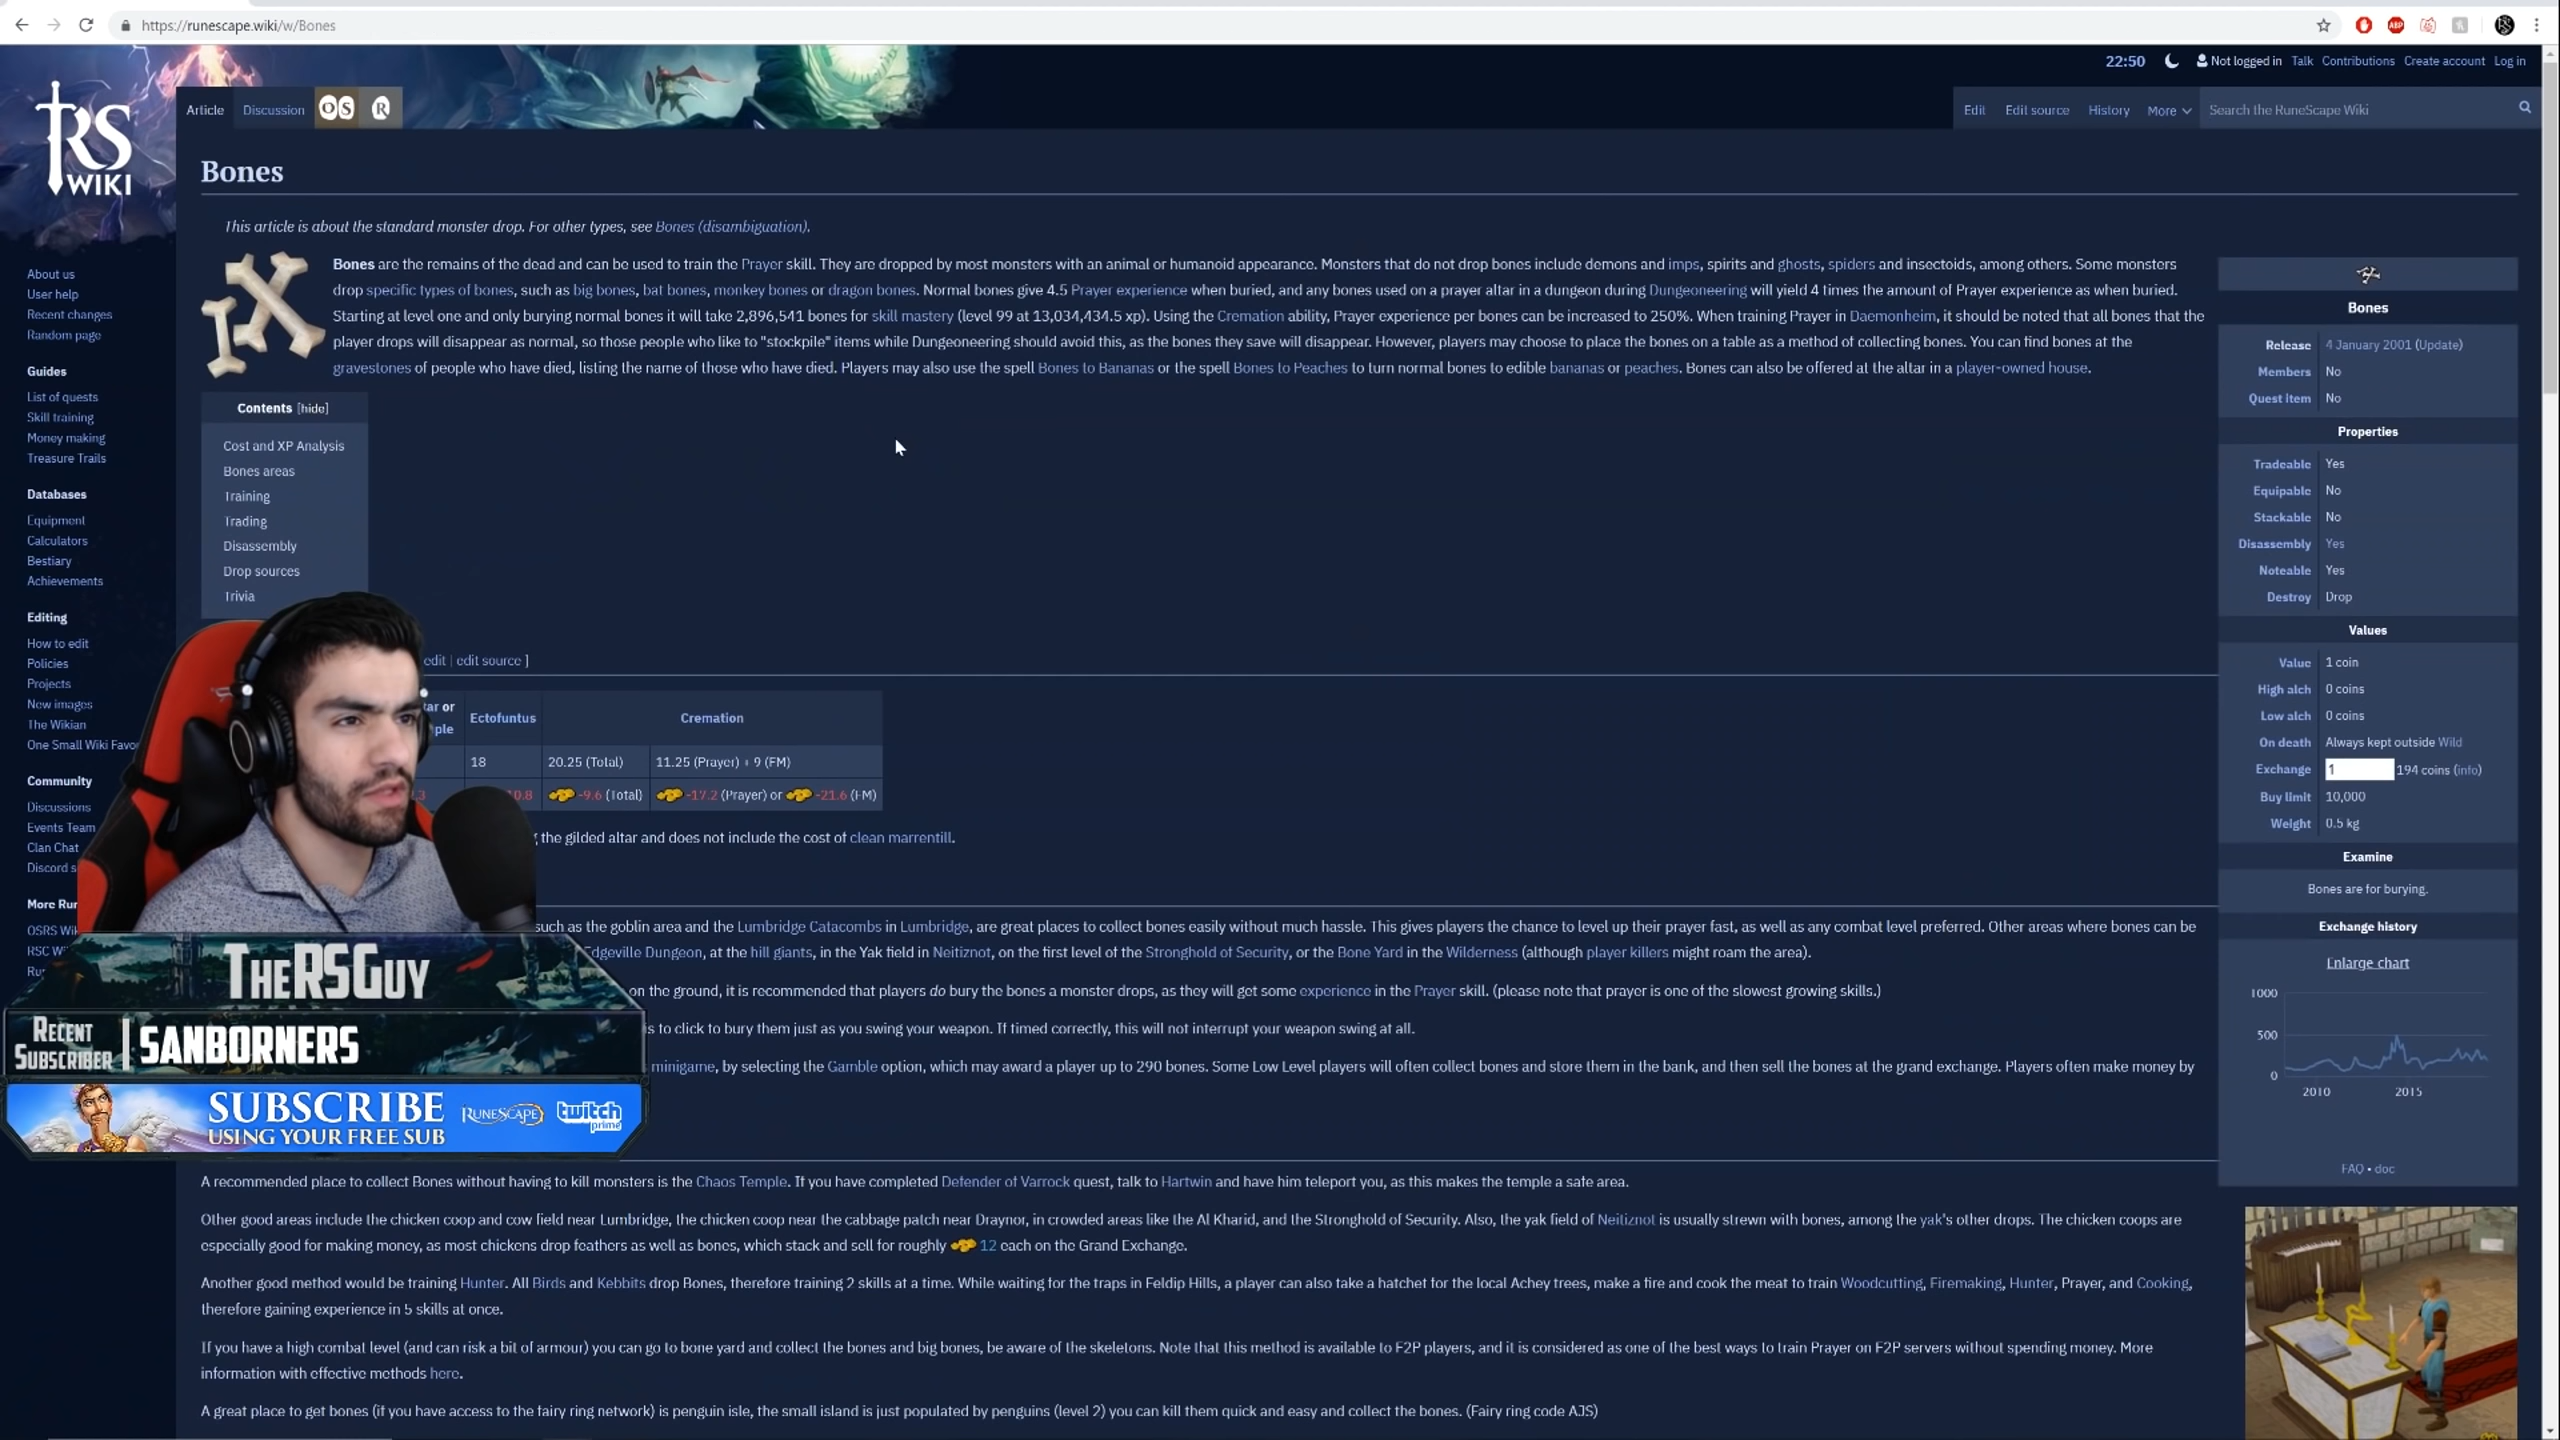 https://runescape.wiki/w/Bones
ABP
22:50
Not logged in
Talk
Contributions
Create account
Log in
RS
WIKI
Article
Discussion
OS
R
Edit
Edit source
History
More
Search the RuneScape Wiki
Bones
This article is about the standard monster drop. For other types, see Bones (disambiguation).
Bones are the remains of the dead and can be used to train the Prayer skill. They are dropped by most monsters with an animal or humanoid appearance. Monsters that do not drop bones include demons and imps, spirits and ghosts, spiders and insectoids, among others. Some monsters
drop specific types of bones, such as big bones, bat bones, monkey bones or dragon bones. Normal bones give 4.5 Prayer experience when buried, and any bones used on a prayer altar in a dungeon during Dungeoneering will yield 4 times the amount of Prayer experience as when buried.
Starting at level one and only burying normal bones it will take 2,896,541 bones for skill mastery (level 99 at 13,034,434.5 xp). Using the Cremation ability, Prayer experience per bones can be increased to 250%. When training Prayer in Daemonheim, it should be noted that all bones that the
player drops will disappear as normal, so those people who like to "stockpile" items while Dungeoneering should avoid this, as the bones they save will disappear. However, players may choose to place the bones on a table as a method of collecting bones. You can find bones at the
gravestones of people who have died, listing the name of those who have died. Players may also use the spell Bones to Bananas or the spell Bones to Peaches to turn normal bones to edible bananas or peaches. Bones can also be offered at the altar in a player-owned house.
Contents [hide]
Cost and XP Analysis
Bones areas
Training
Trading
Disassembly
Drop sources
Trivia
About us
User help
Recent changes
Random page
Guides
List of quests
Skill training
Money making
Treasure Trails
Databases
Equipment
Calculators
Bestiary
Achievements
Editing
How to edit
Policies
Projects
New images
The Wikian
One Small Wiki Favo
Community
Discussions
Events Team
Clan Chat
Discord s
More Run
OSRS Wik
RSC Wi
Ru
edit | edit source ]
tar or
ple
Ectofuntus
Cremation
18
20.25 (Total)
11.25 (Prayer) + 9 (FM)
.3
0.8
-9.6 (Total)
-17.2 (Prayer) or -21.6 (FM)
g the gilded altar and does not include the cost of clean marrentill.
such as the goblin area and the Lumbridge Catacombs in Lumbridge, are great places to collect bones easily without much hassle. This gives players the chance to level up their prayer fast, as well as any combat level preferred. Other areas where bones can be
Edgeville Dungeon, at the hill giants, in the Yak field in Neitiznot, on the first level of the Stronghold of Security, or the Bone Yard in the Wilderness (although player killers might roam the area).
on the ground, it is recommended that players do bury the bones a monster drops, as they will get some experience in the Prayer skill. (please note that prayer is one of the slowest growing skills.)
is to click to bury them just as you swing your weapon. If timed correctly, this will not interrupt your weapon swing at all.
minigame, by selecting the Gamble option, which may award a player up to 290 bones. Some Low Level players will often collect bones and store them in the bank, and then sell the bones at the grand exchange. Players often make money by
A recommended place to collect Bones without having to kill monsters is the Chaos Temple. If you have completed Defender of Varrock quest, talk to Hartwin and have him teleport you, as this makes the temple a safe area.
Other good areas include the chicken coop and cow field near Lumbridge, the chicken coop near the cabbage patch near Draynor, in crowded areas like the Al Kharid, and the Stronghold of Security. Also, the yak field of Neitiznot is usually strewn with bones, among the yak's other drops. The chicken coops are
especially good for making money, as most chickens drop feathers as well as bones, which stack and sell for roughly 12 each on the Grand Exchange.
Another good method would be training Hunter. All Birds and Kebbits drop Bones, therefore training 2 skills at a time. While waiting for the traps in Feldip Hills, a player can also take a hatchet for the local Achey trees, make a fire and cook the meat to train Woodcutting, Firemaking, Hunter, Prayer, and Cooking,
therefore gaining experience in 5 skills at once.
If you have a high combat level (and can risk a bit of armour) you can go to bone yard and collect the bones and big bones, be aware of the skeletons. Note that this method is available to F2P players, and it is considered as one of the best ways to train Prayer on F2P servers without spending money. More
information with effective methods here.
A great place to get bones (if you have access to the fairy ring network) is penguin isle, the small island is just populated by penguins (level 2) you can kill them quick and easy and collect the bones. (Fairy ring code AJS)
Bones
Release 4 January 2001 (Update)
Members No
Quest item No
Properties
Tradeable Yes
Equipable No
Stackable No
Disassembly Yes
Noteable Yes
Destroy Drop
Values
Value 1 coin
High alch 0 coins
Low alch 0 coins
On death Always kept outside Wild
Exchange 1 194 coins (info)
Buy limit 10,000
Weight 0.5 kg
Examine
Bones are for burying.
Exchange history
Enlarge chart
1000
500
0
2010
2015
FAQ • doc
THERSGUY
RECENT
SUBSCRIBER
SANBORNERS
SUBSCRIBE
USING YOUR FREE SUB
RUNESCAPE
twitch
prime